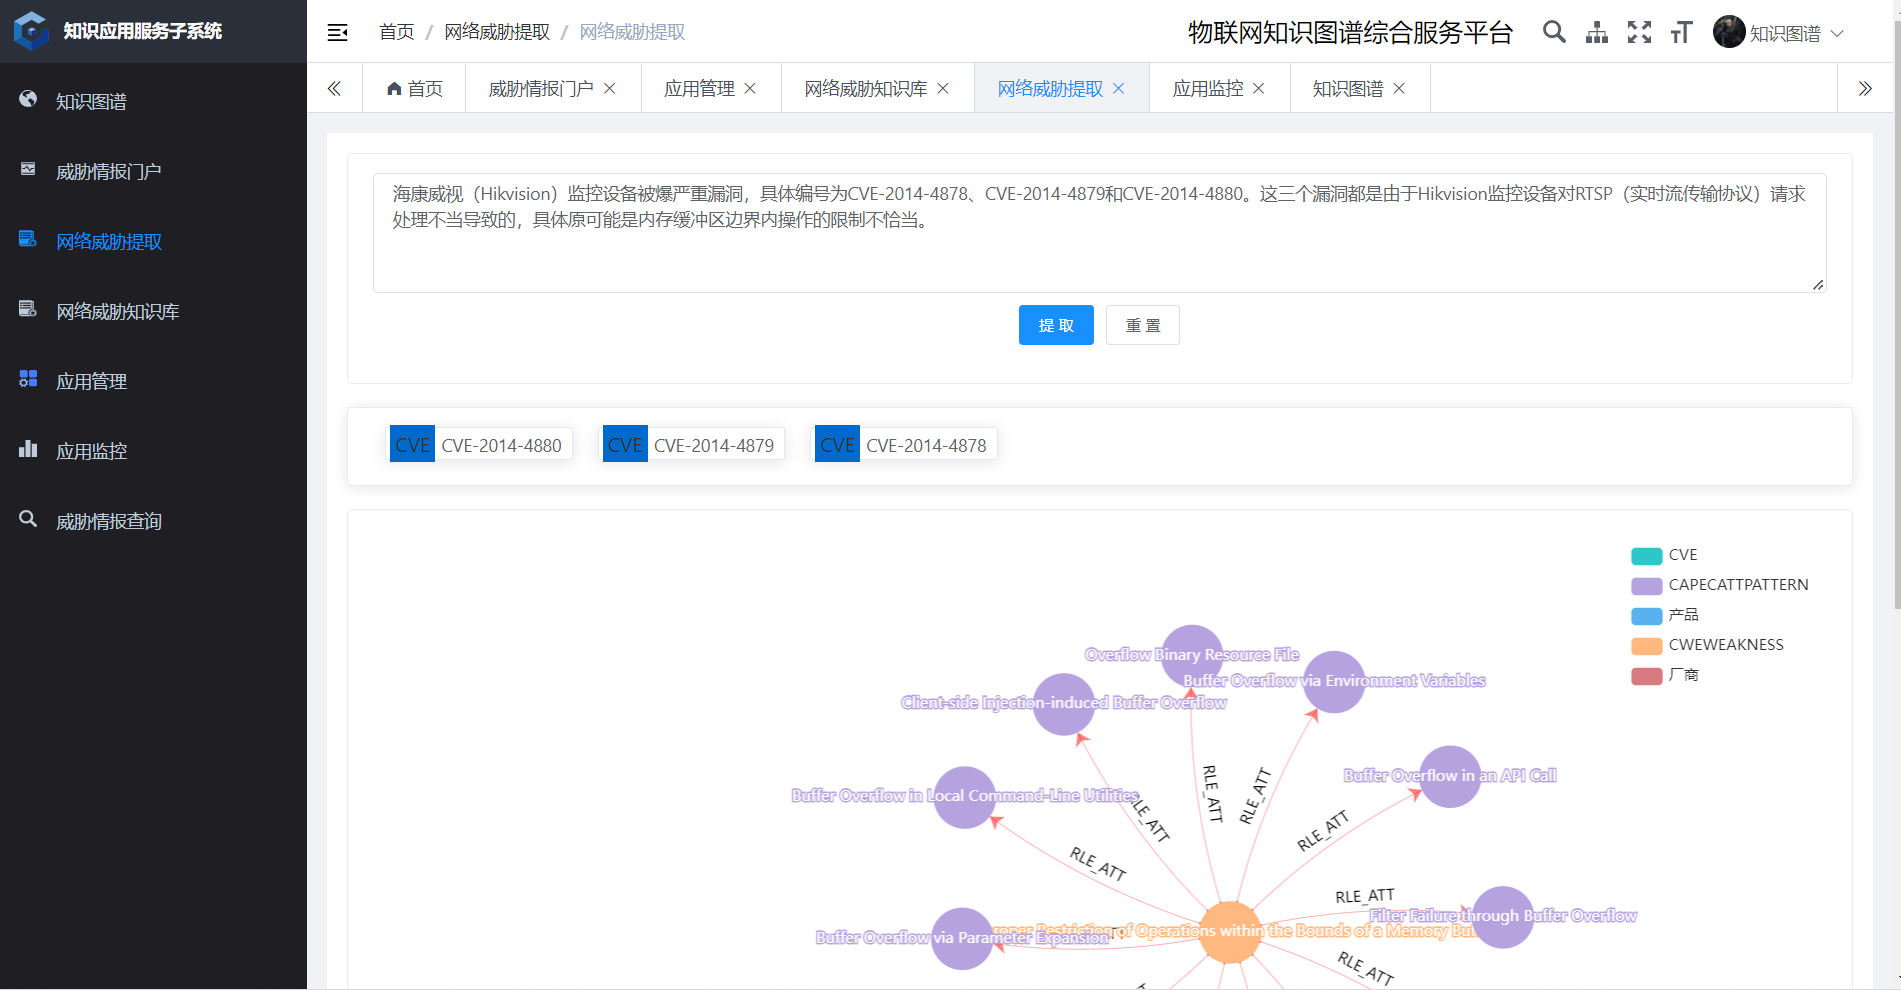 知识应用服务子系统
首页 / 网络威胁提取 / 网络威胁提取
物联网知识图谱综合服务平台
知识图谱
首页
威胁情报门户
应用管理
网络威胁知识库
网络威胁提取
应用监控
知识图谱
知识图谱
威胁情报门户
网络威胁提取
网络威胁知识库
应用管理
应用监控
威胁情报查询
海康威视（Hikvision）监控设备被爆严重漏洞，具体编号为CVE-2014-4878、CVE-2014-4879和CVE-2014-4880。这三个漏洞都是由于Hikvision监控设备对RTSP（实时流传输协议）请求
处理不当导致的，具体原可能是内存缓冲区边界内操作的限制不恰当。
提 取
重 置
CVE CVE-2014-4880
CVE CVE-2014-4879
CVE CVE-2014-4878
CVE
CAPECATTPATTERN
产品
CWEWEAKNESS
厂商
Overflow Binary Resource File
Buffer Overflow via Environment Variables
Client-side Injection-induced Buffer Overflow
Buffer Overflow in an API Call
Buffer Overflow in Local Command-Line Utilities
RLE_ATT
RLE_ATT
RLE_ATT
RLE_ATT
RLE_ATT
RLE_ATT
Filter Failure through Buffer Overflow
Buffer Overflow via Parameter Expansion
Restriction of Operations within the Bounds of a Memory
RLE_ATT